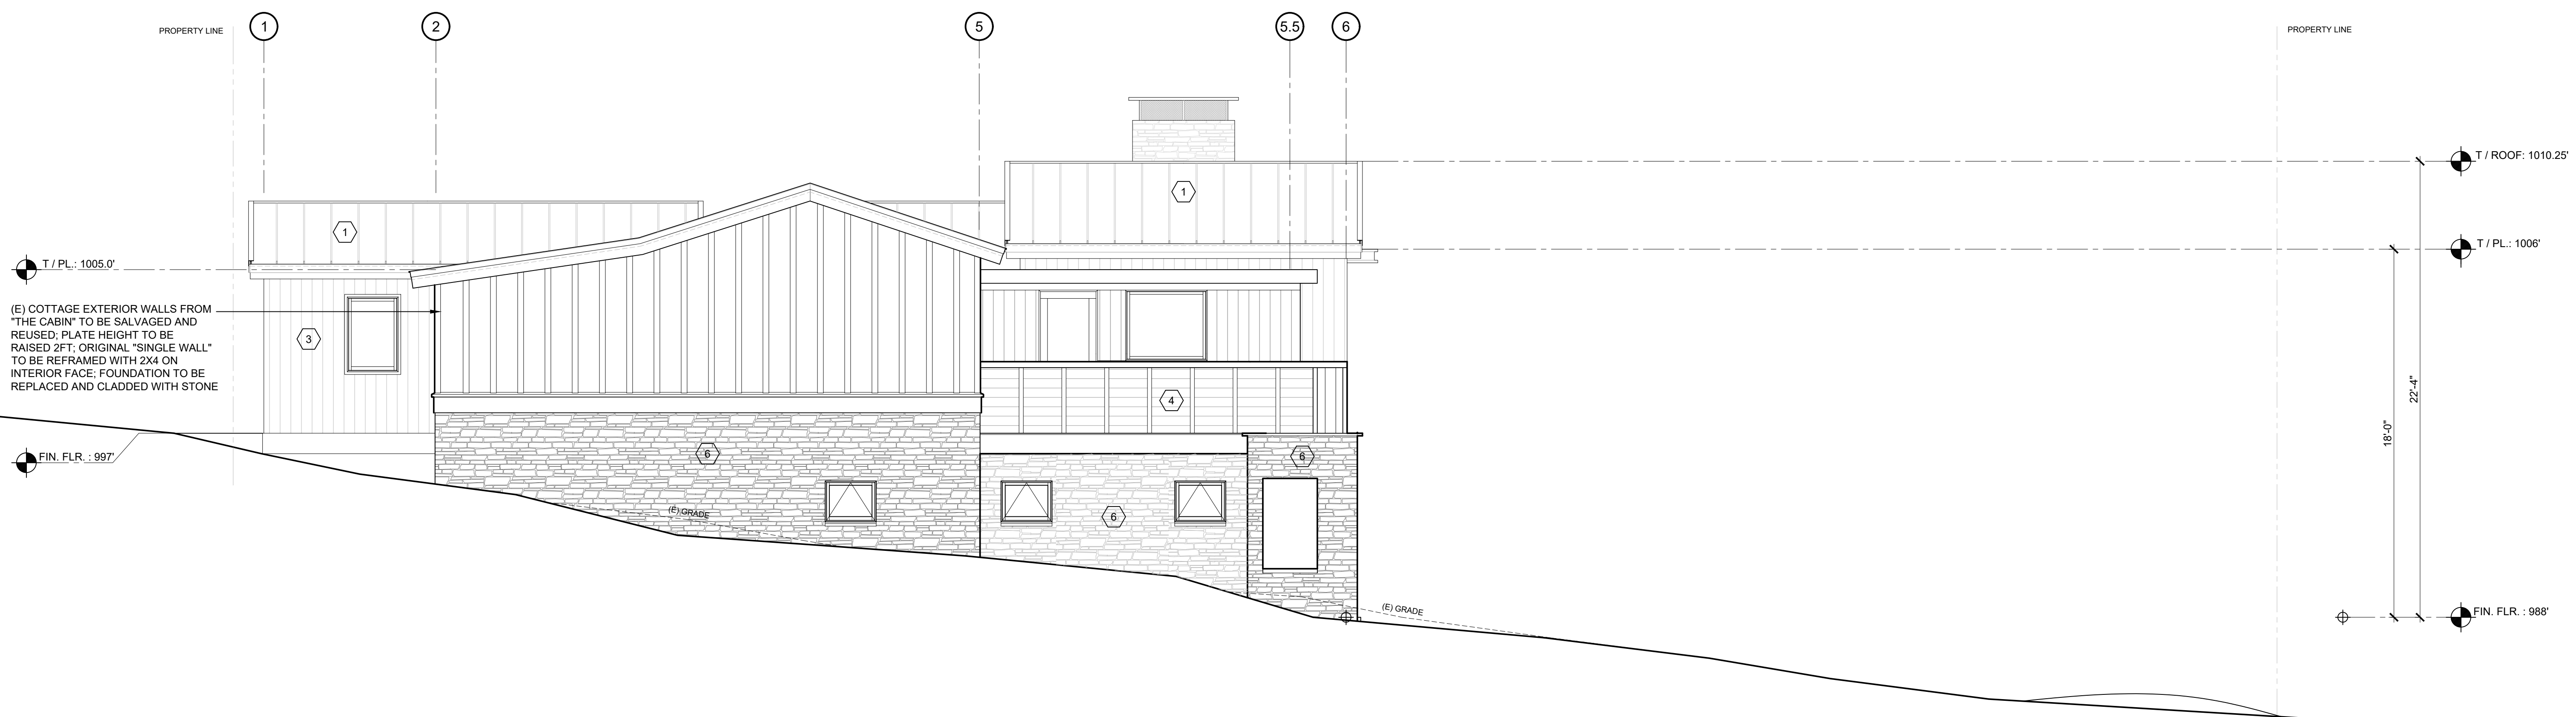 PROPERTY LINE
1
2
5
5.5
6
PROPERTY LINE
T / ROOF: 1010.25'
1
1
T / PL.: 1006'
T / PL.: 1005.0'
(E) COTTAGE EXTERIOR WALLS FROM
"THE CABIN" TO BE SALVAGED AND
REUSED; PLATE HEIGHT TO BE
RAISED 2FT; ORIGINAL "SINGLE WALL"
TO BE REFRAMED WITH 2X4 ON
INTERIOR FACE; FOUNDATION TO BE
REPLACED AND CLADDED WITH STONE
3
4
22'-4"
18'-0"
FIN. FLR. : 997'
6
6
6
(E) GRADE
(E) GRADE
FIN. FLR. : 988'